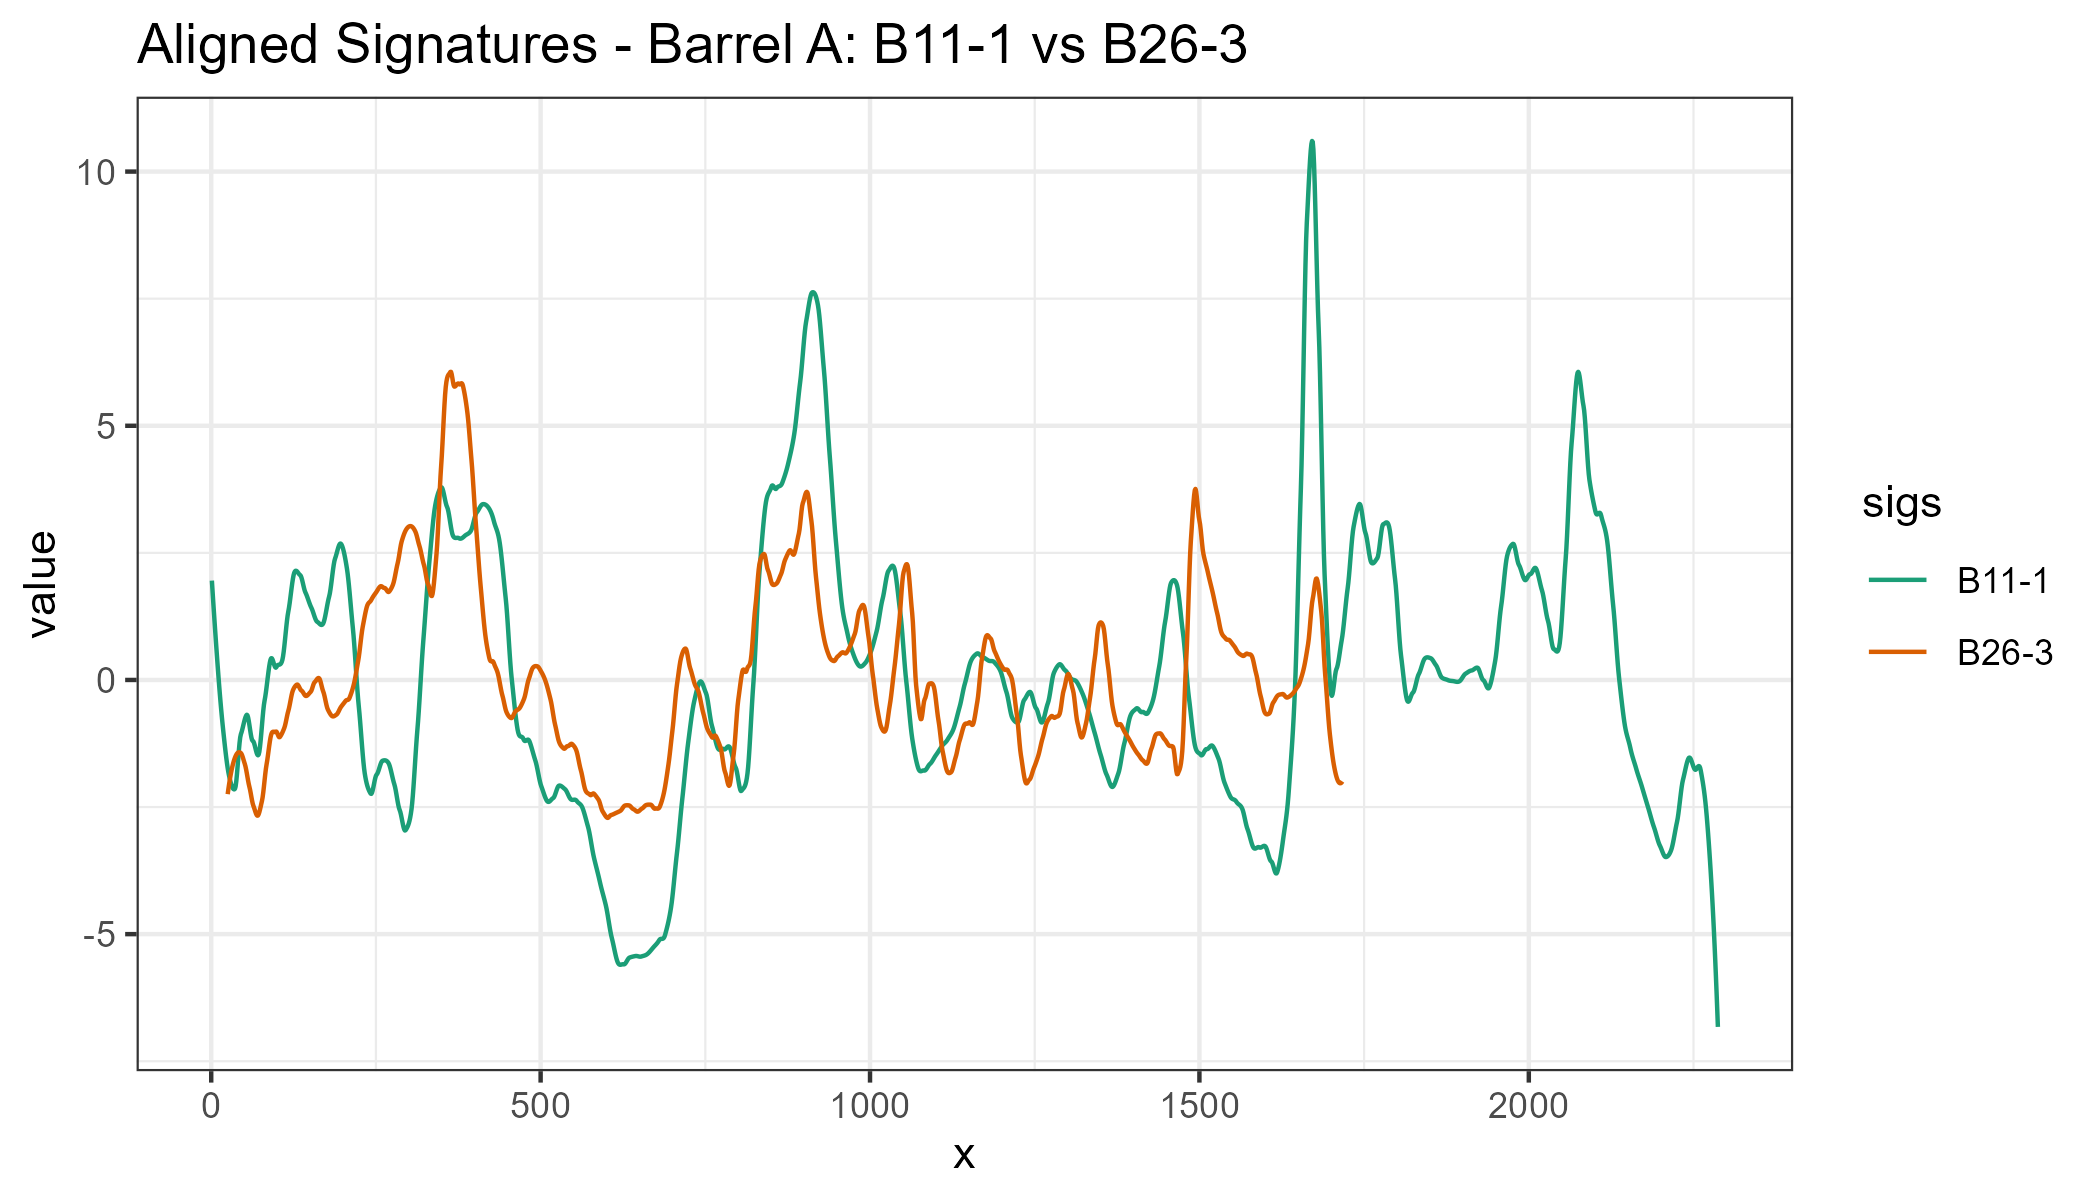 Aligned Signatures - Barrel A: B11-1 vs B26-3
10
5
0
-5
value
0 500 1000 1500 2000
x
sigs
B11-1
B26-3